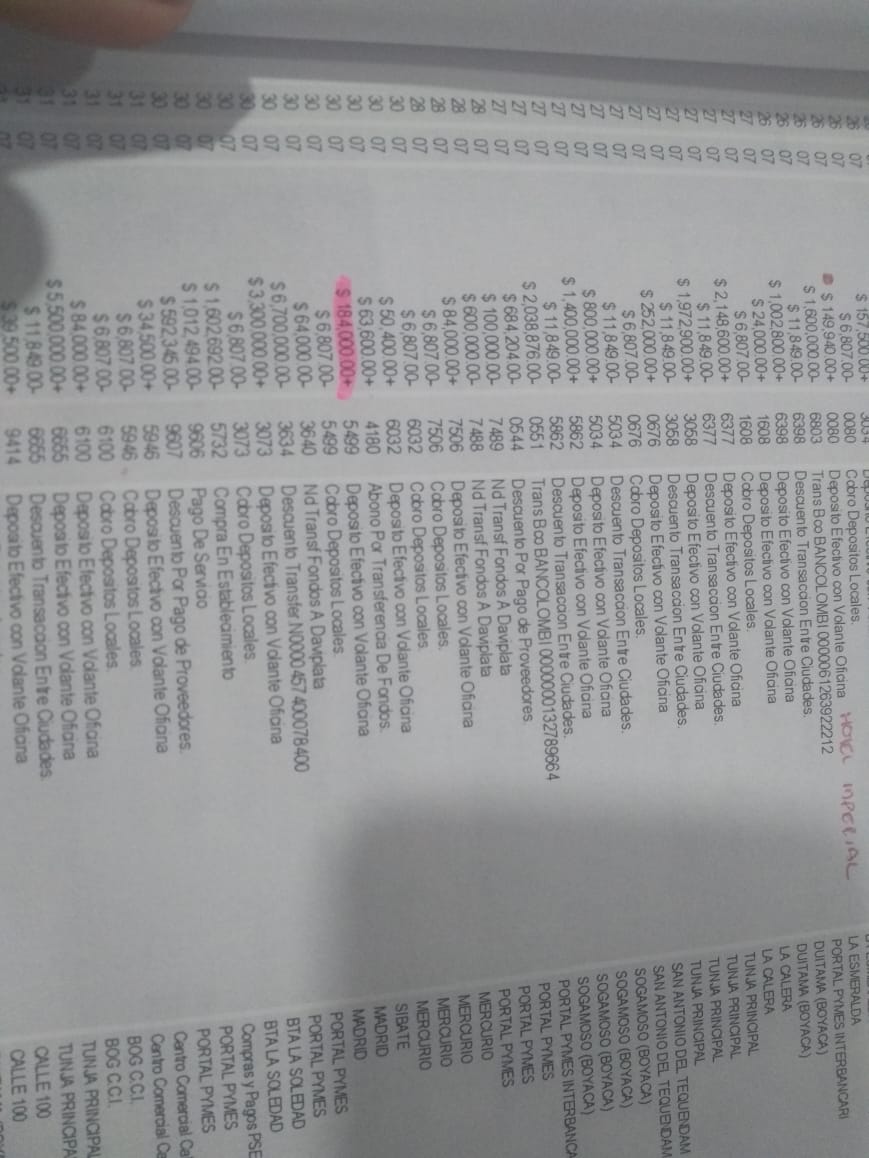 $ 157,500.00+ 3034
07 $ 6,807.00- 0080 Cobro Depositos Locales.
26 07 $ 149,940.00+ 0080 Deposito Efectivo con Volante Oficina HOTEL IMPERIAL LA ESMERALDA
26 07 $ 1,600,000.00- 6803 Trans Bco BANCOLOMBI 0000061263922212 PORTAL PYMES INTERBANCARI
26 07 $ 11,849.00- 6398 Descuento Transaccion Entre Ciudades. DUITAMA (BOYACA)
26 07 $ 1,002,800.00+ 6398 Deposito Efectivo con Volante Oficina DUITAMA (BOYACA)
26 07 $ 24,000.00+ 1608 Deposito Efectivo con Volante Oficina LA CALERA
26 07 $ 6,807.00- 1608 Cobro Depositos Locales. LA CALERA
27 07 $ 2,148,600.00+ 6377 Deposito Efectivo con Volante Oficina TUNJA PRINCIPAL
27 07 $ 11,849.00- 6377 Descuento Transaccion Entre Ciudades. TUNJA PRINCIPAL
27 07 $ 1,972,900.00+ 3058 Deposito Efectivo con Volante Oficina TUNJA PRINCIPAL
27 07 $ 11,849.00- 3058 Descuento Transaccion Entre Ciudades. TUNJA PRINCIPAL
27 07 $ 252,000.00+ 0676 Deposito Efectivo con Volante Oficina SAN ANTONIO DEL TEQUENDAM
27 07 $ 6,807.00- 0676 Cobro Depositos Locales. SAN ANTONIO DEL TEQUENDAM
27 07 $ 11,849.00- 5034 Descuento Transaccion Entre Ciudades. SOGAMOSO (BOYACA)
27 07 $ 800,000.00+ 5034 Deposito Efectivo con Volante Oficina SOGAMOSO (BOYACA)
27 07 $ 1,400,000.00+ 5862 Deposito Efectivo con Volante Oficina SOGAMOSO (BOYACA)
27 07 $ 11,849.00- 5862 Descuento Transaccion Entre Ciudades. SOGAMOSO (BOYACA)
27 07 $ 2,038,876.00- 0551 Trans Bco BANCOLOMBI 0000000132789664 PORTAL PYMES INTERBANCA
27 07 $ 684,204.00- 0544 Descuento Por Pago de Proveedores. PORTAL PYMES
27 07 $ 100,000.00- 7489 Nd Transf Fondos A Daviplata PORTAL PYMES
27 07 $ 600,000.00- 7488 Nd Transf Fondos A Daviplata PORTAL PYMES
28 07 $ 84,000.00+ 7506 Deposito Efectivo con Volante Oficina MERCURIO
28 07 $ 6,807.00- 7506 Cobro Depositos Locales. MERCURIO
28 07 $ 6,807.00- 6032 Cobro Depositos Locales. MERCURIO
28 07 $ 50,400.00+ 6032 Deposito Efectivo con Volante Oficina MERCURIO
30 07 $ 63,600.00+ 4180 Abono Por Transferencia De Fondos. SIBATE
30 07 $ 184,000.00+ 5499 Deposito Efectivo con Volante Oficina MADRID
30 07 $ 6,807.00- 5499 Cobro Depositos Locales. MADRID
30 07 $ 64,000.00- 3640 Nd Transf Fondos A Daviplata PORTAL PYMES
30 07 $ 6,700,000.00- 3634 Descuento Transfer N0000457400078400 PORTAL PYMES
30 07 $ 3,300,000.00+ 3073 Deposito Efectivo con Volante Oficina BTA LA SOLEDAD
30 07 $ 6,807.00- 3073 Cobro Depositos Locales. BTA LA SOLEDAD
30 07 $ 1,602,692.00- 5732 Compra En Establecimiento Compras y Pagos PSE
30 07 $ 1,012,494.00- 9606 Pago De Servicio PORTAL PYMES
30 07 $ 592,345.00- 9607 Descuento Por Pago de Proveedores. PORTAL PYMES
30 07 $ 34,500.00+ 5946 Deposito Efectivo con Volante Oficina Centro Comercial Ca
30 07 $ 6,807.00- 5946 Cobro Depositos Locales. Centro Comercial Ca
31 07 $ 6,807.00- 6100 Cobro Depositos Locales. BOG C.C.I.
31 07 $ 84,000.00+ 6100 Deposito Efectivo con Volante Oficina BOG C.C.I.
31 07 $ 5,500,000.00+ 6655 Deposito Efectivo con Volante Oficina TUNJA PRINCIPAL
31 07 $ 11,849.00- 6655 Descuento Transaccion Entre Ciudades. TUNJA PRINCIPA
31 07 $ 39,500.00+ 9414 Deposito Efectivo con Volante Oficina CALLE 100
CALLE 100